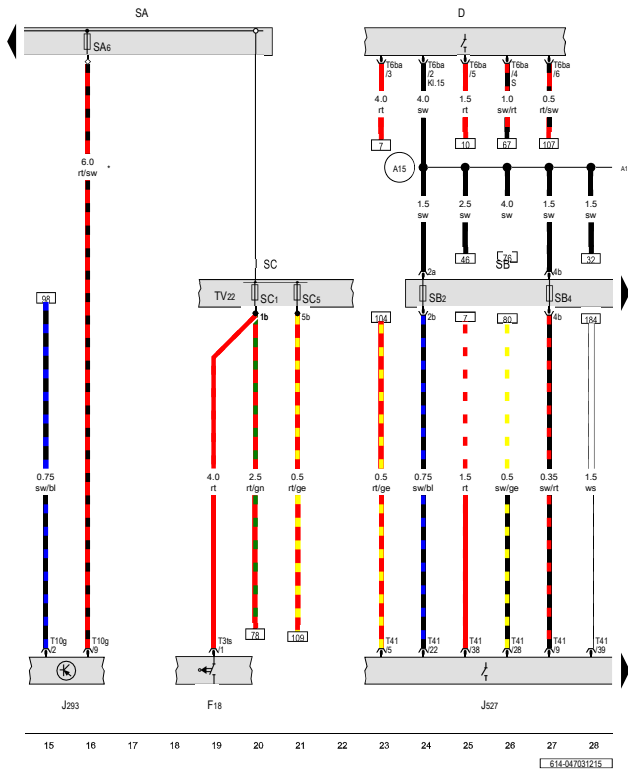 SA
D
SA6
T6ba
/3
T6ba
/2
Kl.15
T6ba
/5
T6ba
/4
S
T6ba
/6
4.0
rt
4.0
sw
1.5
rt
1.0
sw/rt
0.5
rt/sw
7
10
67
107
6.0
rt/sw
*
A15
A1
1.5
sw
2.5
sw
4.0
sw
1.5
sw
1.5
sw
46
76
32
SC
SB
98
2a
4b
TV22
SC1
SC5
SB2
SB4
1b
5b
104
2b
7
80
4b
184
0.75
sw/bl
4.0
rt
2.5
rt/gn
0.5
rt/ge
0.5
rt/ge
0.75
sw/bl
1.5
rt
0.5
sw/ge
0.35
sw/rt
1.5
ws
78
109
T10g
/2
T10g
/9
T3ts
/1
T41
/5
T41
/22
T41
/38
T41
/28
T41
/9
T41
/39
J293
F18
J527
15 16 17 18 19 20 21 22 23 24 25 26 27 28
614-047031215